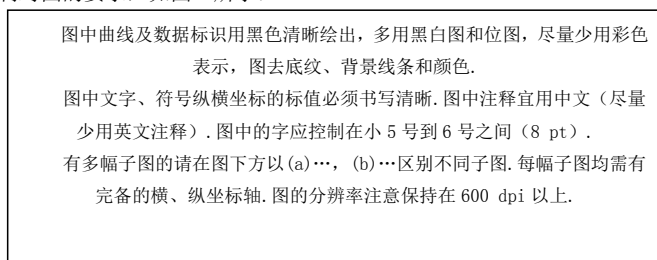 图中曲线及数据标识用黑色清晰绘出，多用黑白图和位图，尽量少用彩色
表示，图去底纹、背景线条和颜色.
图中文字、符号纵横坐标的标值必须书写清晰.图中注释宜用中文（尽量
少用英文注释）.图中的字应控制在小 5 号到 6 号之间（8 pt）.
有多幅子图的请在图下方以(a)…，(b)…区别不同子图.每幅子图均需有
完备的横、纵坐标轴.图的分辨率注意保持在 600 dpi 以上.